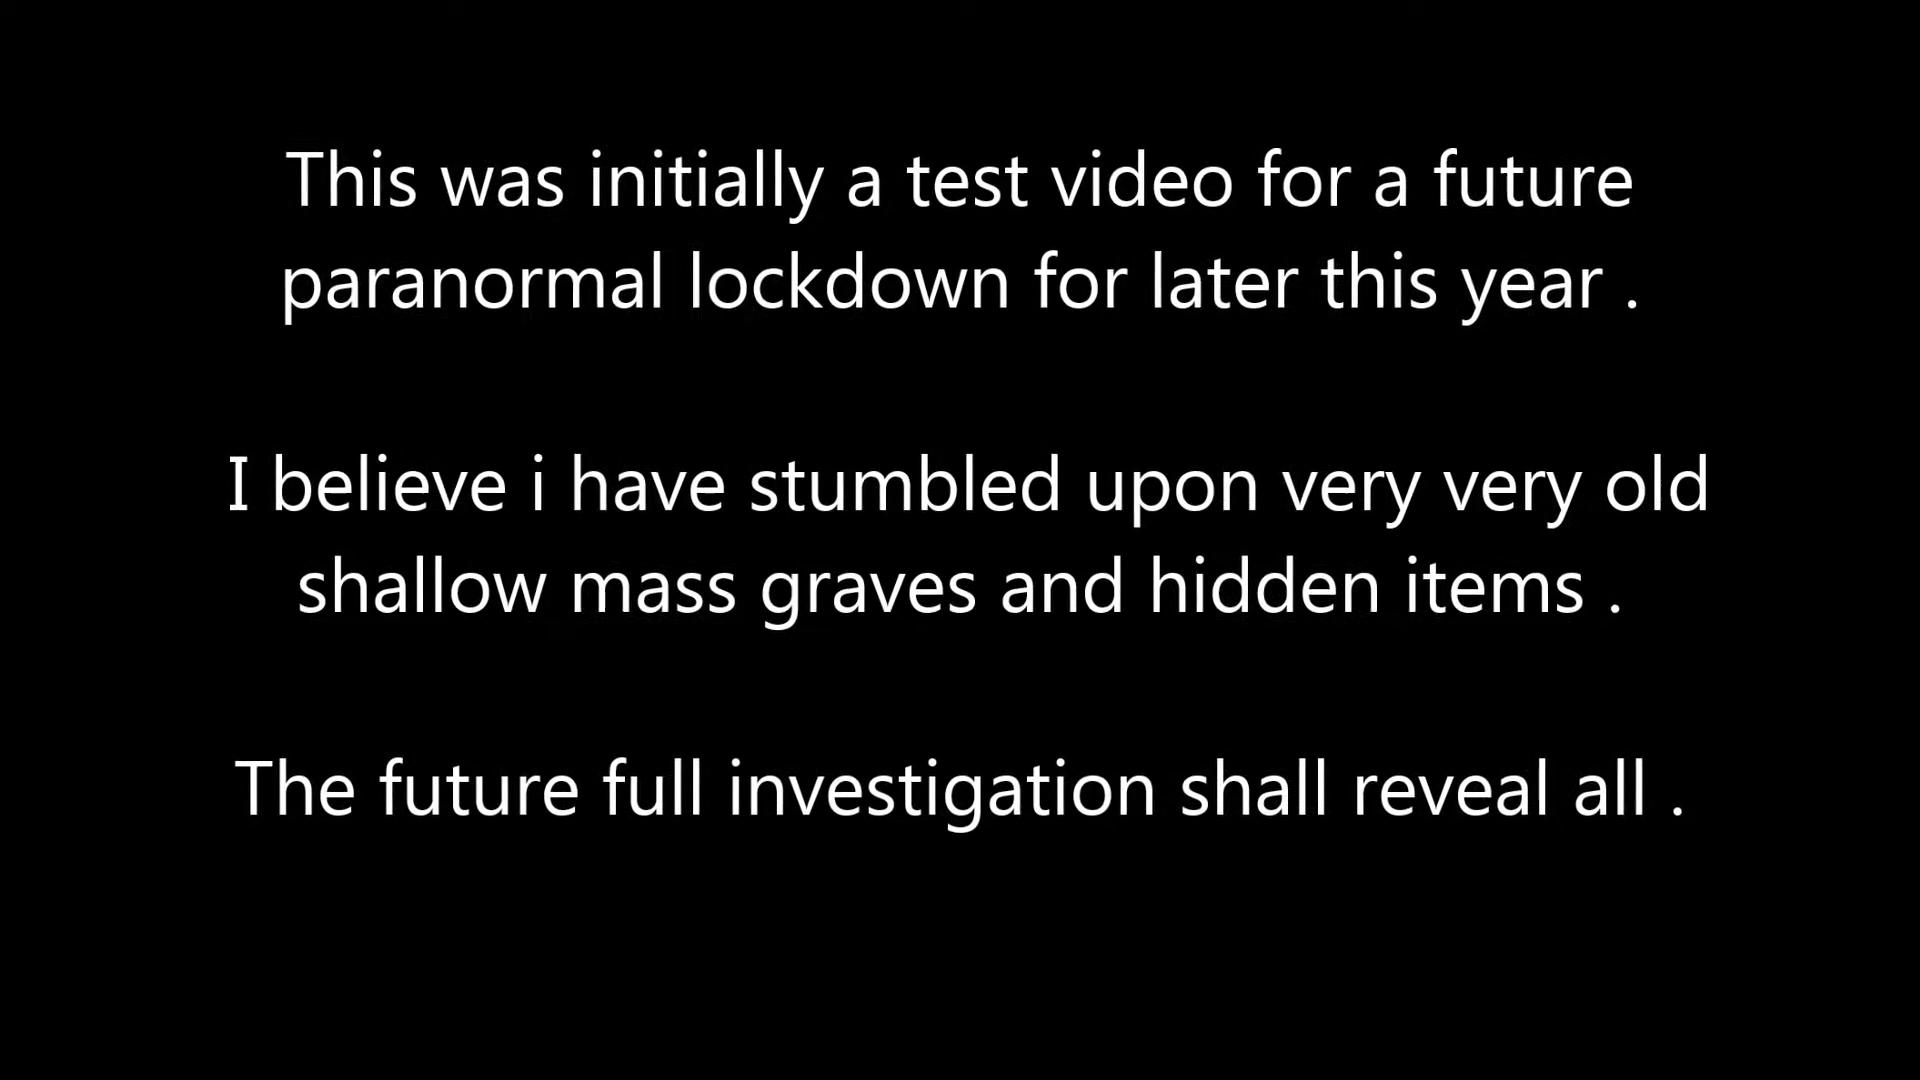 This was initially a test video for a future
paranormal lockdown for later this year .
I believe i have stumbled upon very very old
shallow mass graves and hidden items .
The future full investigation shall reveal all .